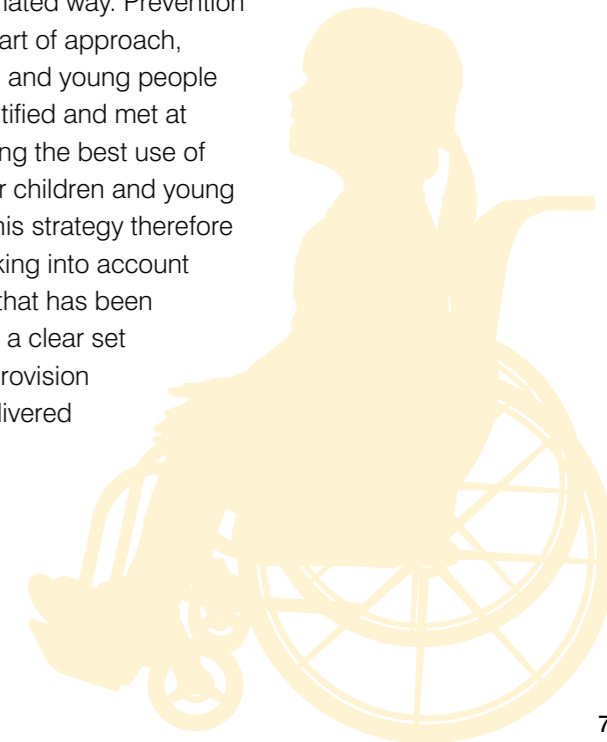 nated way. Prevention
art of approach,
and young people
tified and met at
ng the best use of
r children and young
his strategy therefore
king into account
that has been
a clear set
rovision
livered
7